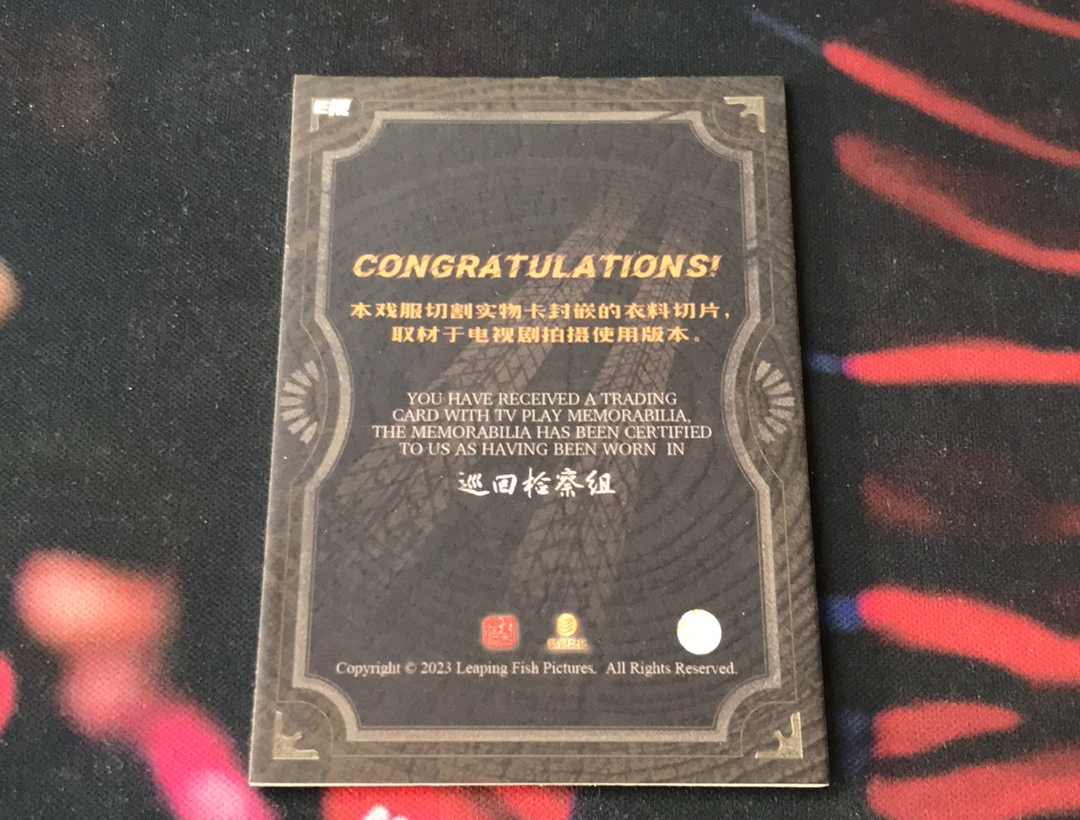 CONGRATULATIONS!
本戏服切割实物卡封嵌的衣料切片，
取材于电视剧拍摄使用版本。
YOU HAVE RECEIVED A TRADING
CARD WITH TV PLAY MEMORABILIA,
THE MEMORABILIA HAS BEEN CERTIFIED
TO US AS HAVING BEEN WORN IN
巡回检察组
Copyright © 2023 Leaping Fish Pictures. All Rights Reserved.